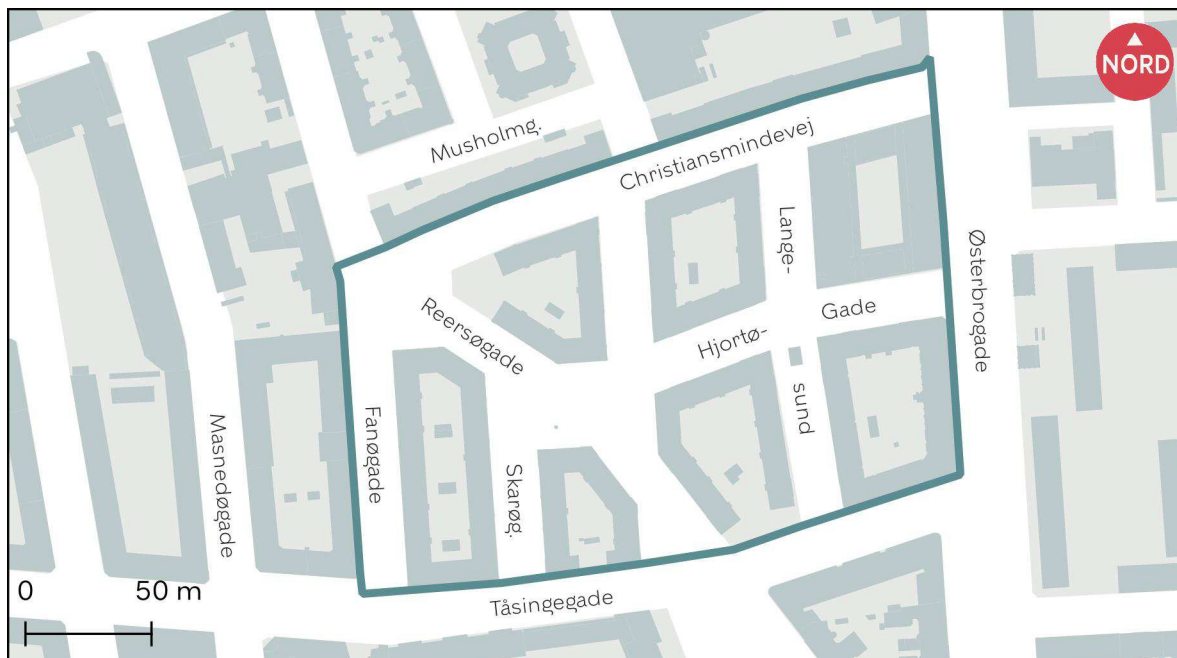 NORD
Musholmg.
Christiansmindevej
Lange-
Østerbrogade
Reersøgade
Hjortø-
Gade
sund
Fanøgade
Masnedøgade
Skarøg.
0 50 m
Tåsingegade